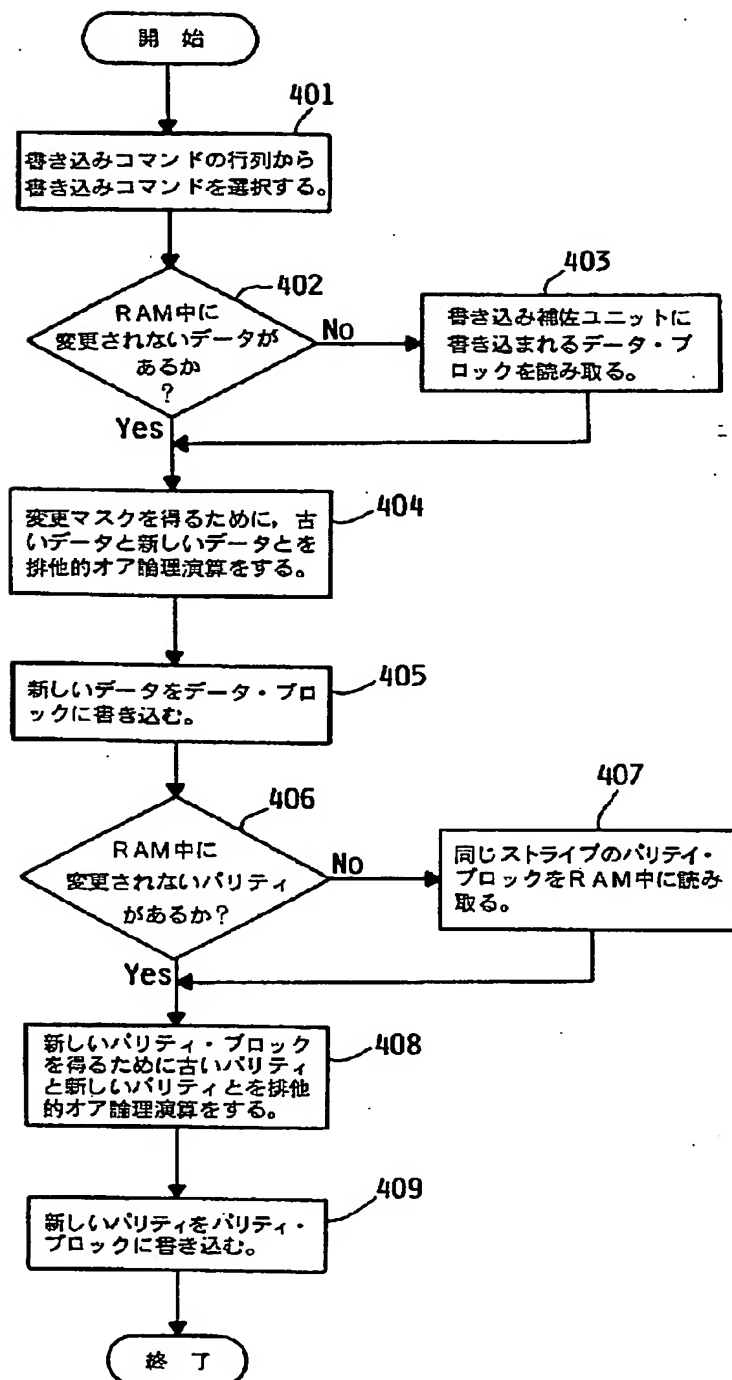 開 始
401
書き込みコマンドの行列から
書き込みコマンドを選択する。
402
RAM中に
変更されないデータが
あるか
?
No
Yes
403
書き込み補佐ユニットに
書き込まれるデータ・ブ
ロックを読み取る。
404
変更マスクを得るために,古
いデータと新しいデータとを
排他的オア論理演算をする。
405
新しいデータをデータ・ブロ
ックに書き込む。
406
RAM中に
変更されないパリティ
があるか?
No
Yes
407
同じストライプのパリテイ・
ブロックをRAM中に読み
取る。
408
新しいパリティ・ブロック
を得るために古いパリティ
と新しいパリティとを排他
的オア論理演算をする。
409
新しいパリティをパリティ・
ブロックに書き込む。
終 了